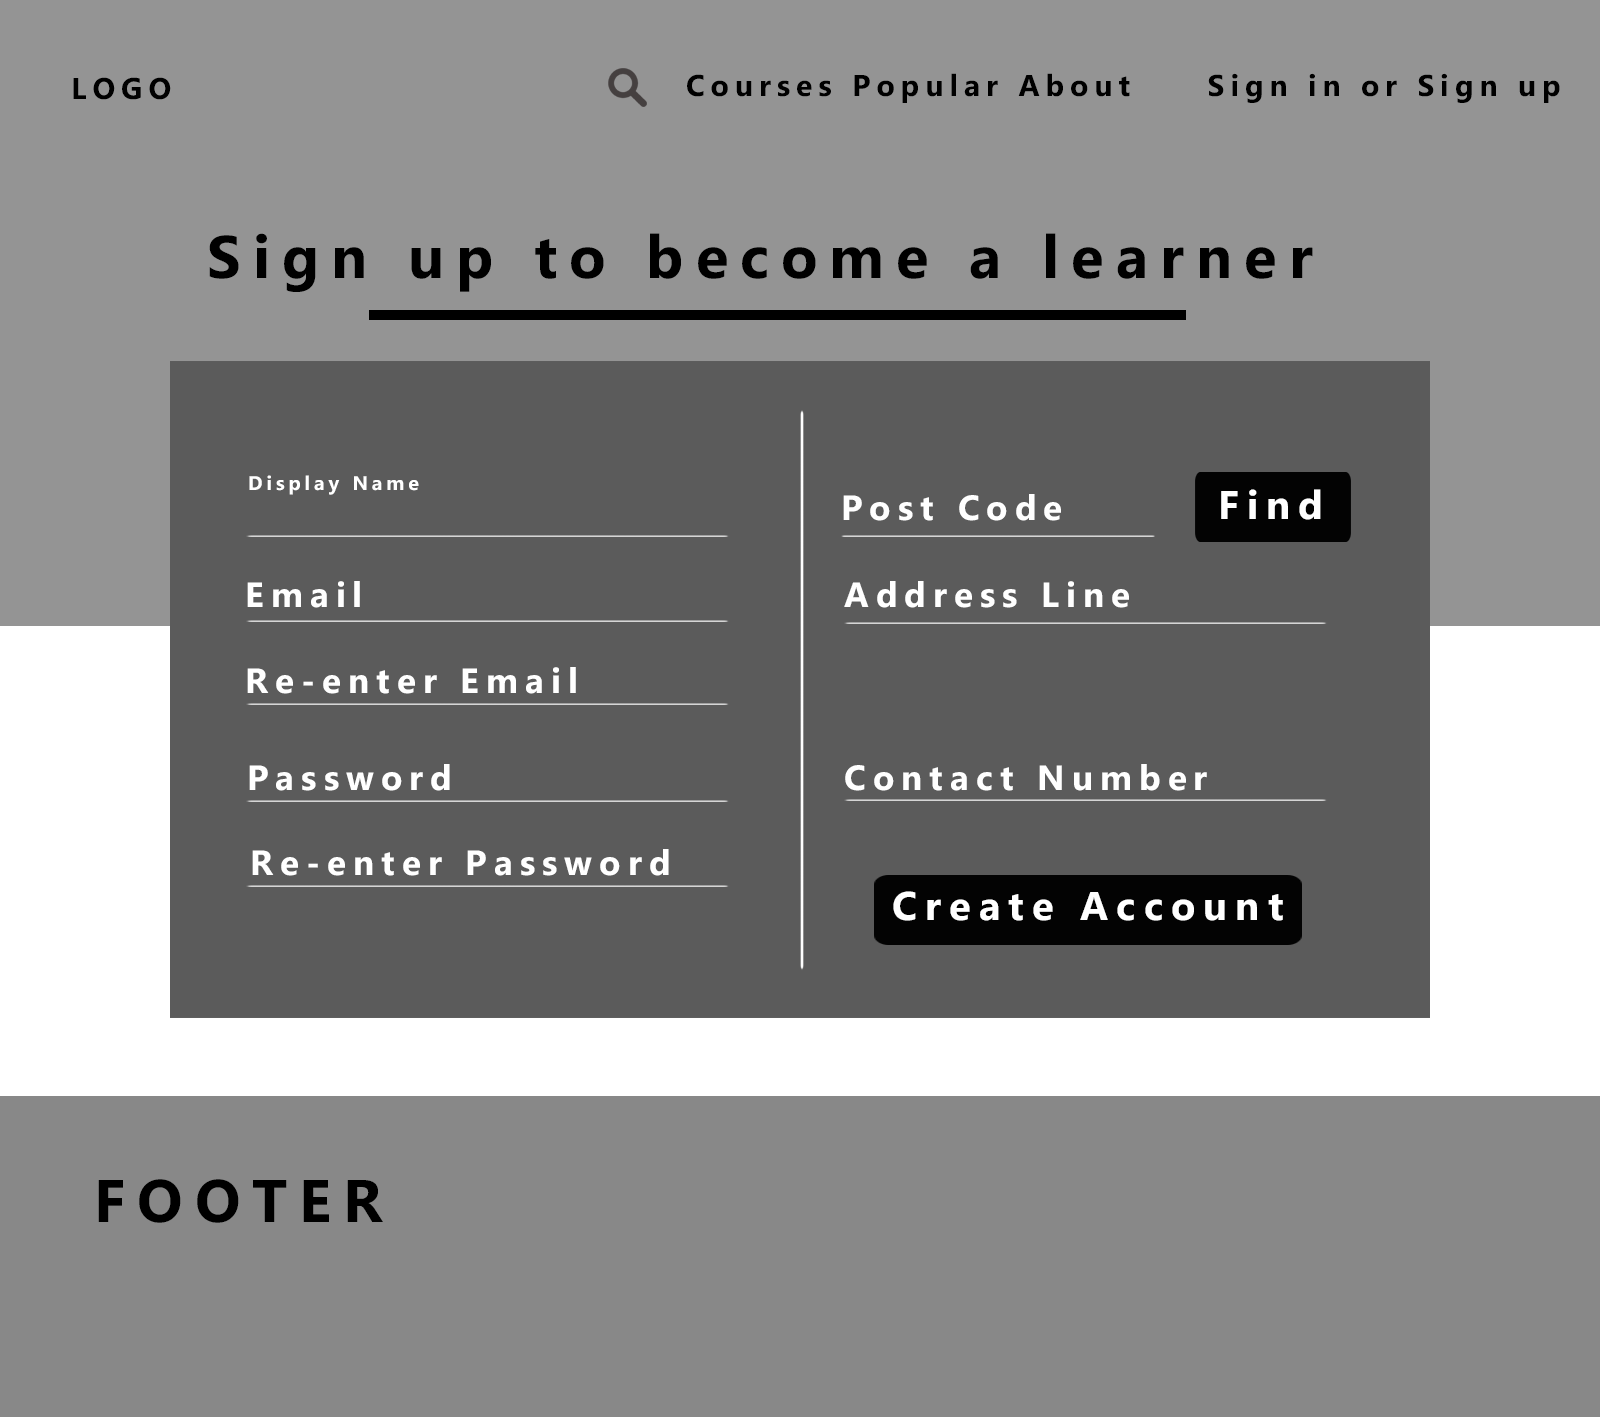 LOGO
Courses Popular About
Sign in or Sign up
Sign up to become a learner
Display Name
Email
Re-enter Email
Password
Re-enter Password
Post Code
Find
Address Line
Contact Number
Create Account
FOOTER